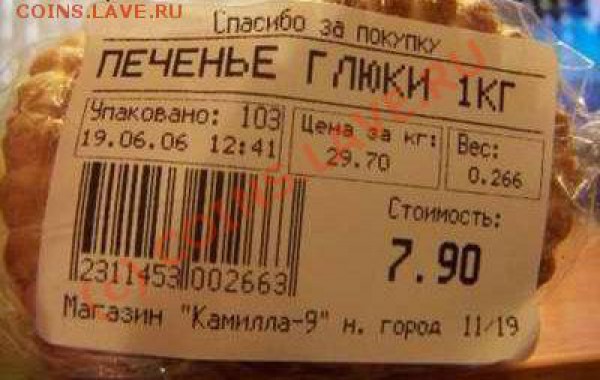 COINS.LAVE.RU
Спасибо за покупку
ПЕЧЕНЬЕ ГЛЮКИ 1КГ
Упаковано: 103
19.06.06 12:41
Цена за кг:
29.70
Вес:
0.266
Стоимость:
7.90
2311453 002663
Магазин "Камилла-9" н. город 11/19